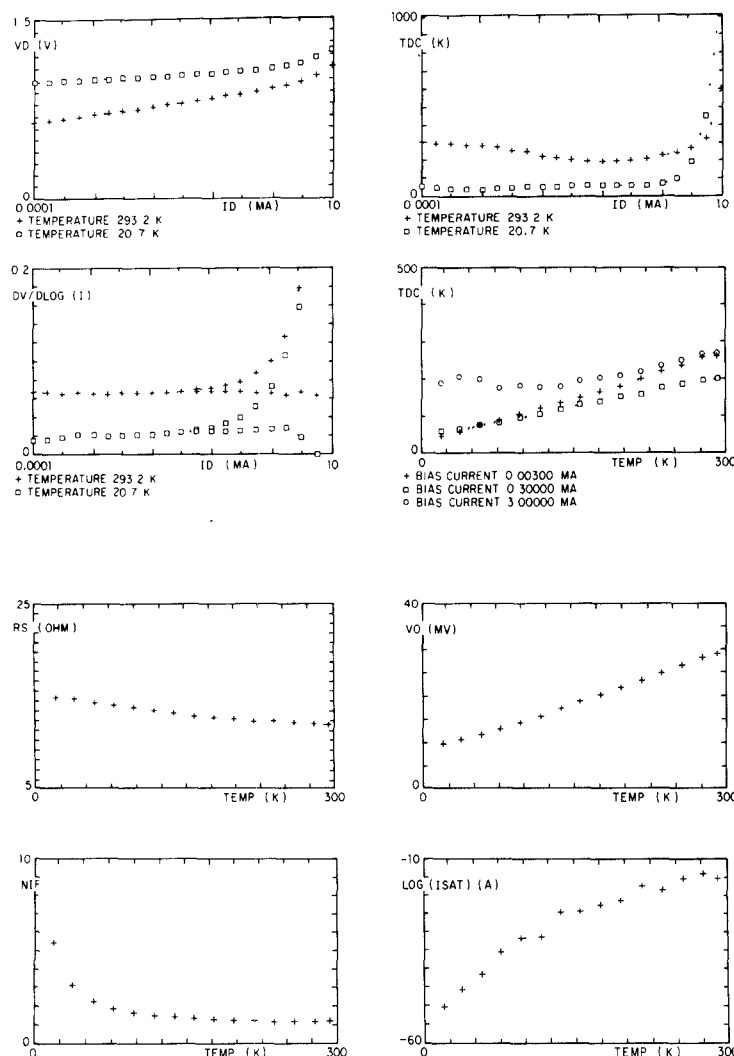 1 5
VD (V)
0
0.0001 ID (MA) 10
+ TEMPERATURE 293 2 K
□ TEMPERATURE 20 7 K
1000
TDC (K)
0
0.0001 ID (MA) 10
+ TEMPERATURE 293 2 K
□ TEMPERATURE 20.7 K
0 2
DV/DLOG (I)
0
0.0001 ID (MA) 10
+ TEMPERATURE 293 2 K
□ TEMPERATURE 20 7 K
500
TDC (K)
0
0 TEMP (K) 300
+ BIAS CURRENT 0 00300 MA
□ BIAS CURRENT 0 30000 MA
○ BIAS CURRENT 3 00000 MA
25
RS (OHM)
5
0 TEMP (K) 300
40
VO (MV)
0
0 TEMP (K) 300
10
NIF
0
0 TEMP (K) 300
-10
LOG (ISAT) (A)
-60
0 TEMP (K) 300